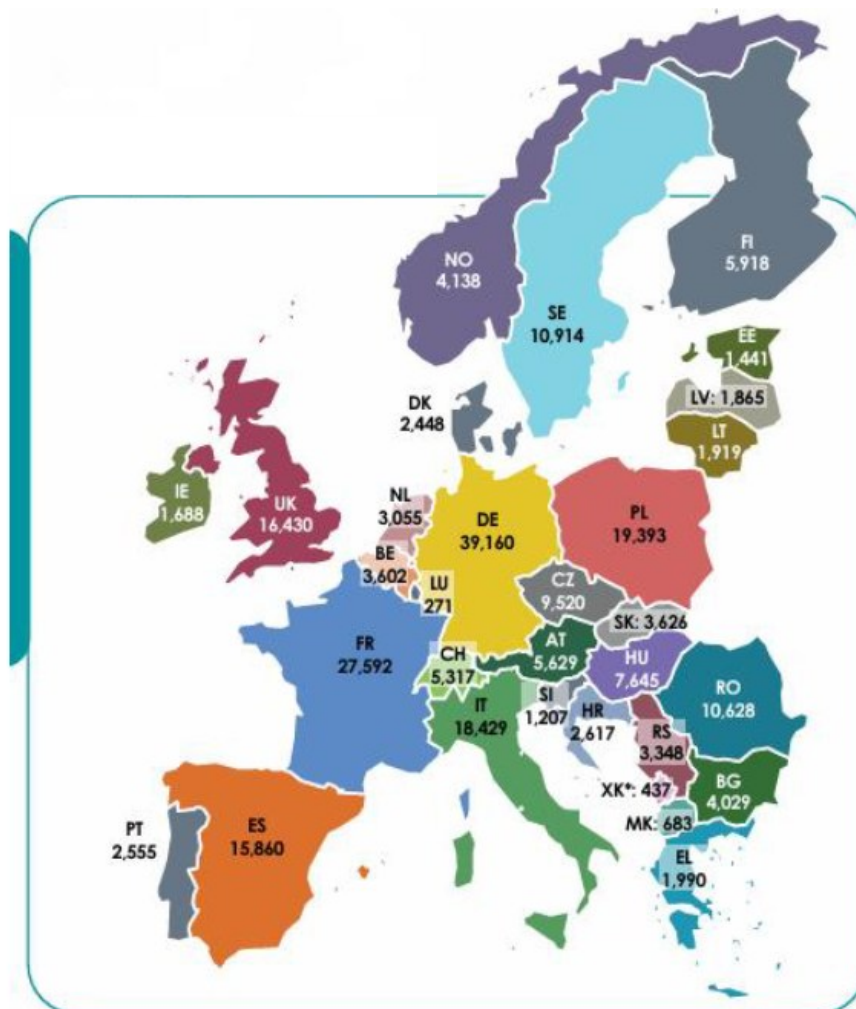 NO
4,138
FI
5,918
SE
10,914
EE
1,441
LV: 1,865
LT
1,919
DK
2,448
IE
1,688
UK
16,430
NL
3,055
DE
39,160
PL
19,393
BE
3,602
LU
271
CZ
9,520
SK: 3,626
FR
27,592
CH
5,317
AT
5,629
HU
7,645
RO
10,628
IT
18,429
SI
1,207
HR
2,617
RS
3,348
XK*: 437
BG
4,029
MK: 683
PT
2,555
ES
15,860
EL
1,990